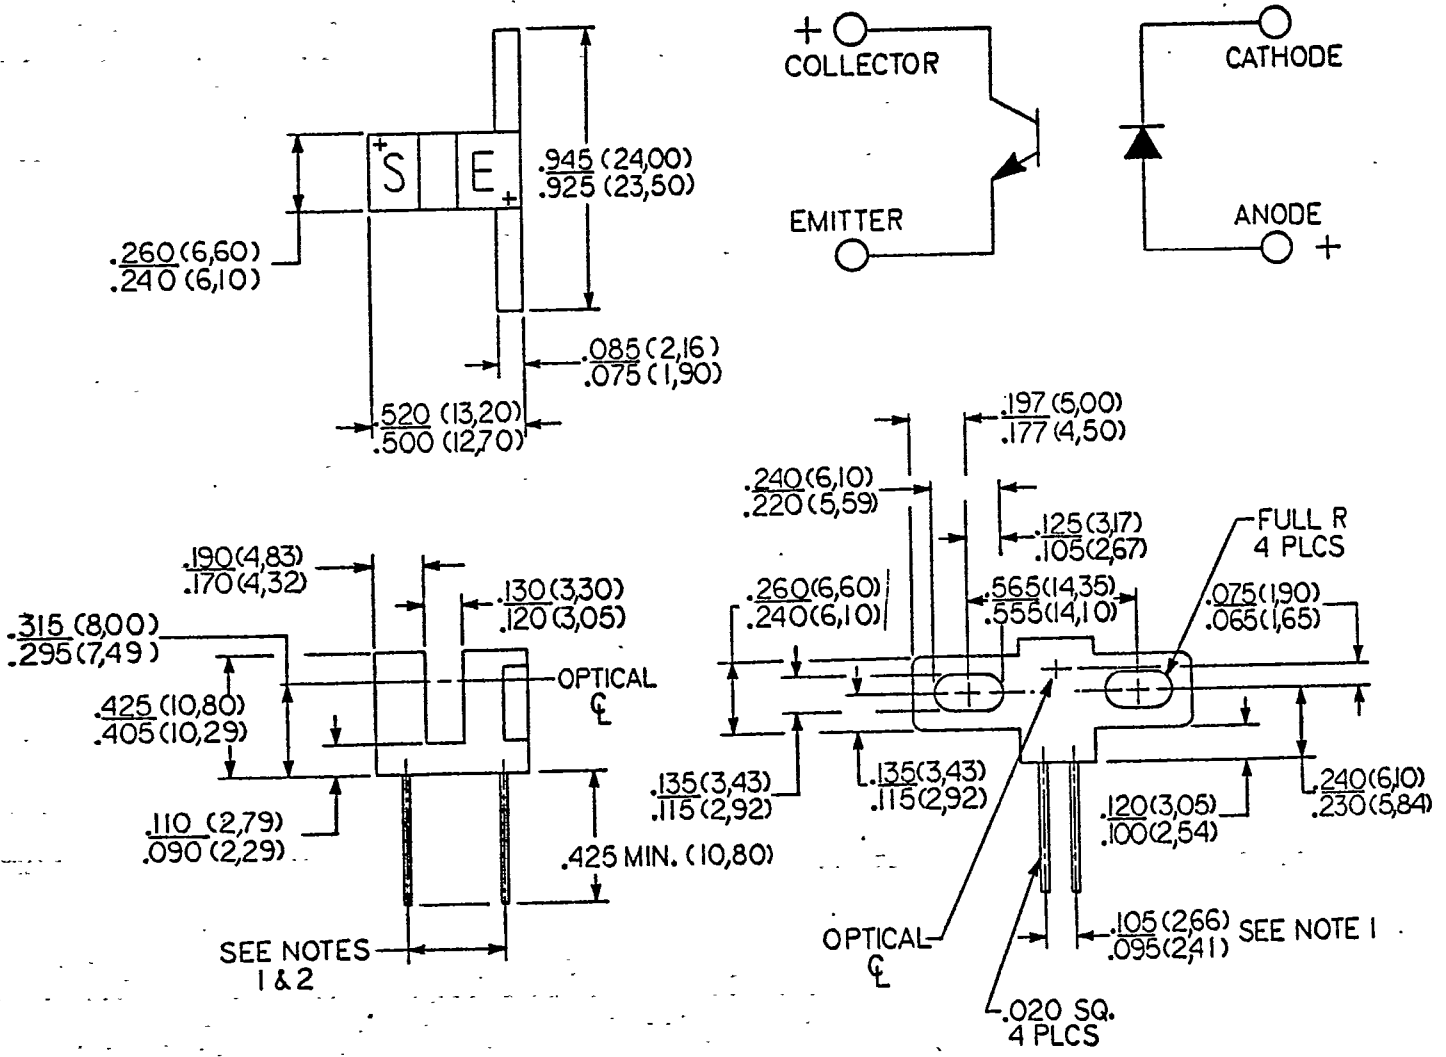 + COLLECTOR
EMITTER
CATHODE
ANODE +
+
S E
+
.945 (24,00)
.925 (23,50)
.260 (6,60)
.240 (6,10)
.085 (2,16)
.075 (1,90)
.520 (13,20)
.500 (12,70)
.197 (5,00)
.177 (4,50)
.240 (6,10)
.220 (5,59)
.125 (3,17)
.105 (2,67)
FULL R
4 PLCS
.190 (4,83)
.170 (4,32)
.130 (3,30)
.120 (3,05)
.260 (6,60)
.240 (6,10)
.565 (14,35)
.555 (14,10)
.075 (1,90)
.065 (1,65)
.315 (8,00)
.295 (7,49)
OPTICAL
℄
.425 (10,80)
.405 (10,29)
.110 (2,79)
.090 (2,29)
.425 MIN. (10,80)
.135 (3,43)
.115 (2,92)
.135 (3,43)
.115 (2,92)
.120 (3,05)
.100 (2,54)
.240 (6,10)
.230 (5,84)
SEE NOTES
1 & 2
OPTICAL
℄
.105 (2,66)
.095 (2,41)
SEE NOTE 1
.020 SQ.
4 PLCS